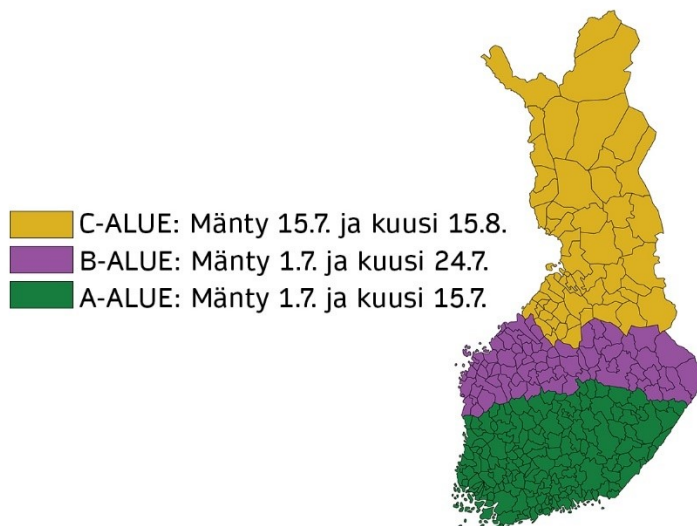 C-ALUE: Mänty 15.7. ja kuusi 15.8.
B-ALUE: Mänty 1.7. ja kuusi 24.7.
A-ALUE: Mänty 1.7. ja kuusi 15.7.